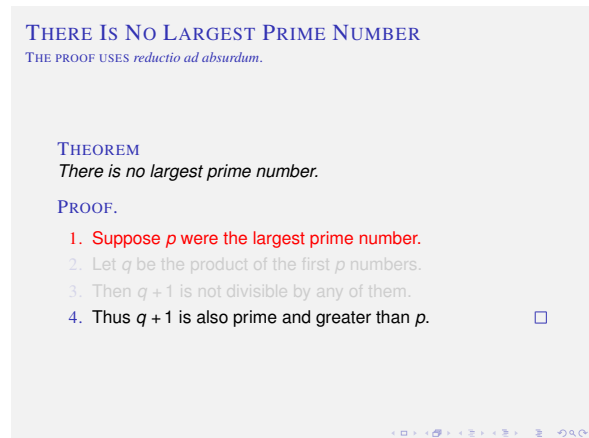 THERE IS NO LARGEST PRIME NUMBER
THE PROOF USES reductio ad absurdum.
THEOREM
There is no largest prime number.
PROOF.
1. Suppose p were the largest prime number.
2. Let q be the product of the first p numbers.
3. Then q + 1 is not divisible by any of them.
4. Thus q + 1 is also prime and greater than p. □